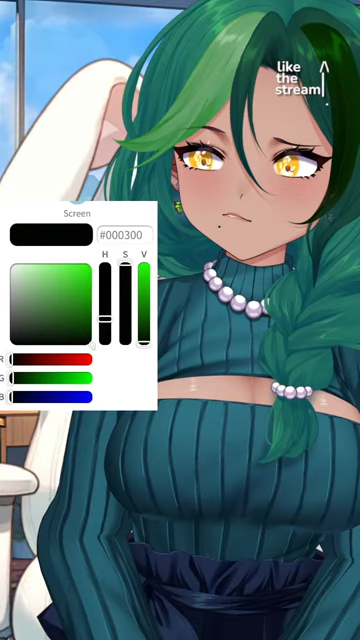 like
the
stream
Screen
#000300
H S V
R
G
B